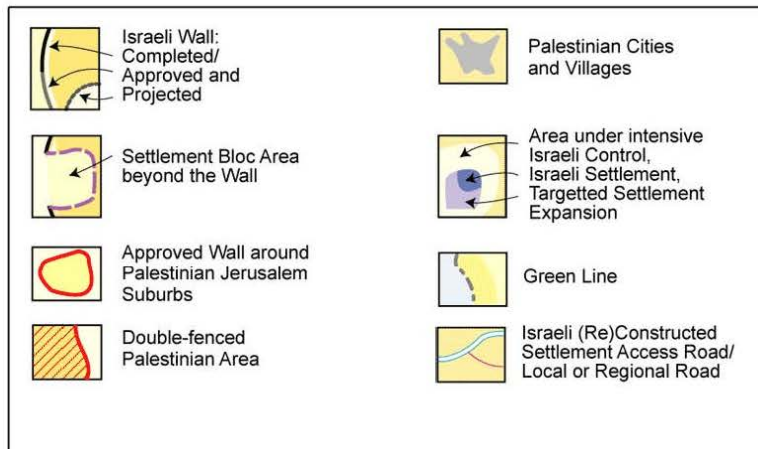 Israeli Wall:
Completed/
Approved and
Projected
Settlement Bloc Area
beyond the Wall
Approved Wall around
Palestinian Jerusalem
Suburbs
Double-fenced
Palestinian Area
Palestinian Cities
and Villages
Area under intensive
Israeli Control,
Israeli Settlement,
Targetted Settlement
Expansion
Green Line
Israeli (Re)Constructed
Settlement Access Road/
Local or Regional Road